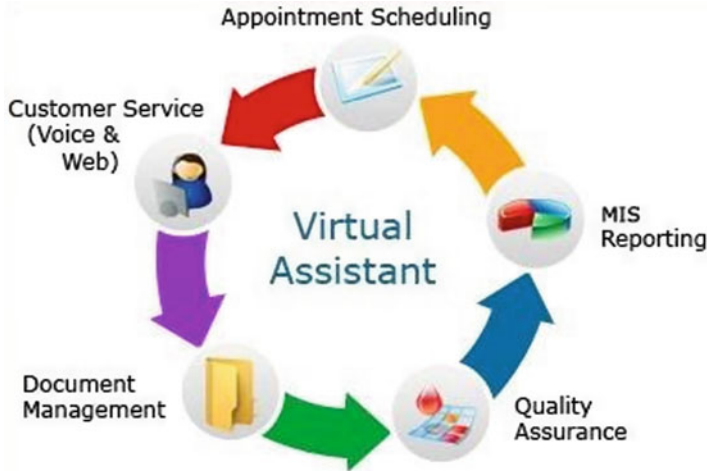 Appointment Scheduling
Customer Service
(Voice &
Web)
Virtual
Assistant
MIS
Reporting
Document
Management
Quality
Assurance